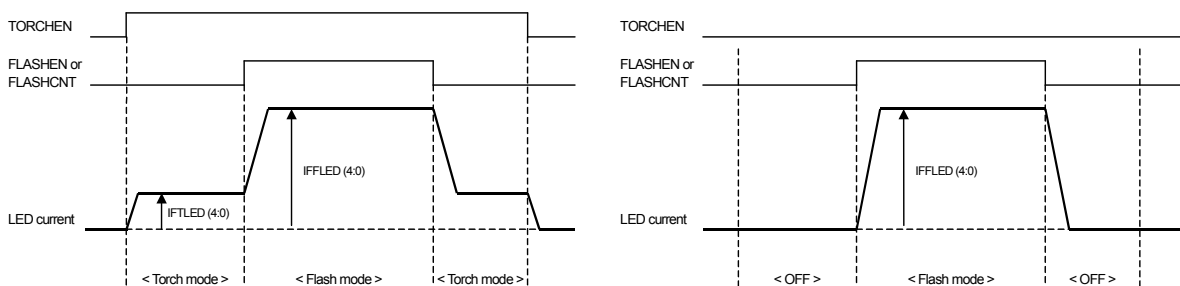 TORCHEN
FLASHEN or
FLASHCNT
IFFLED (4:0)
IFTLED (4:0)
LED current
< Torch mode >
< Flash mode >
< Torch mode >
TORCHEN
FLASHEN or
FLASHCNT
IFFLED (4:0)
LED current
< OFF >
< Flash mode >
< OFF >